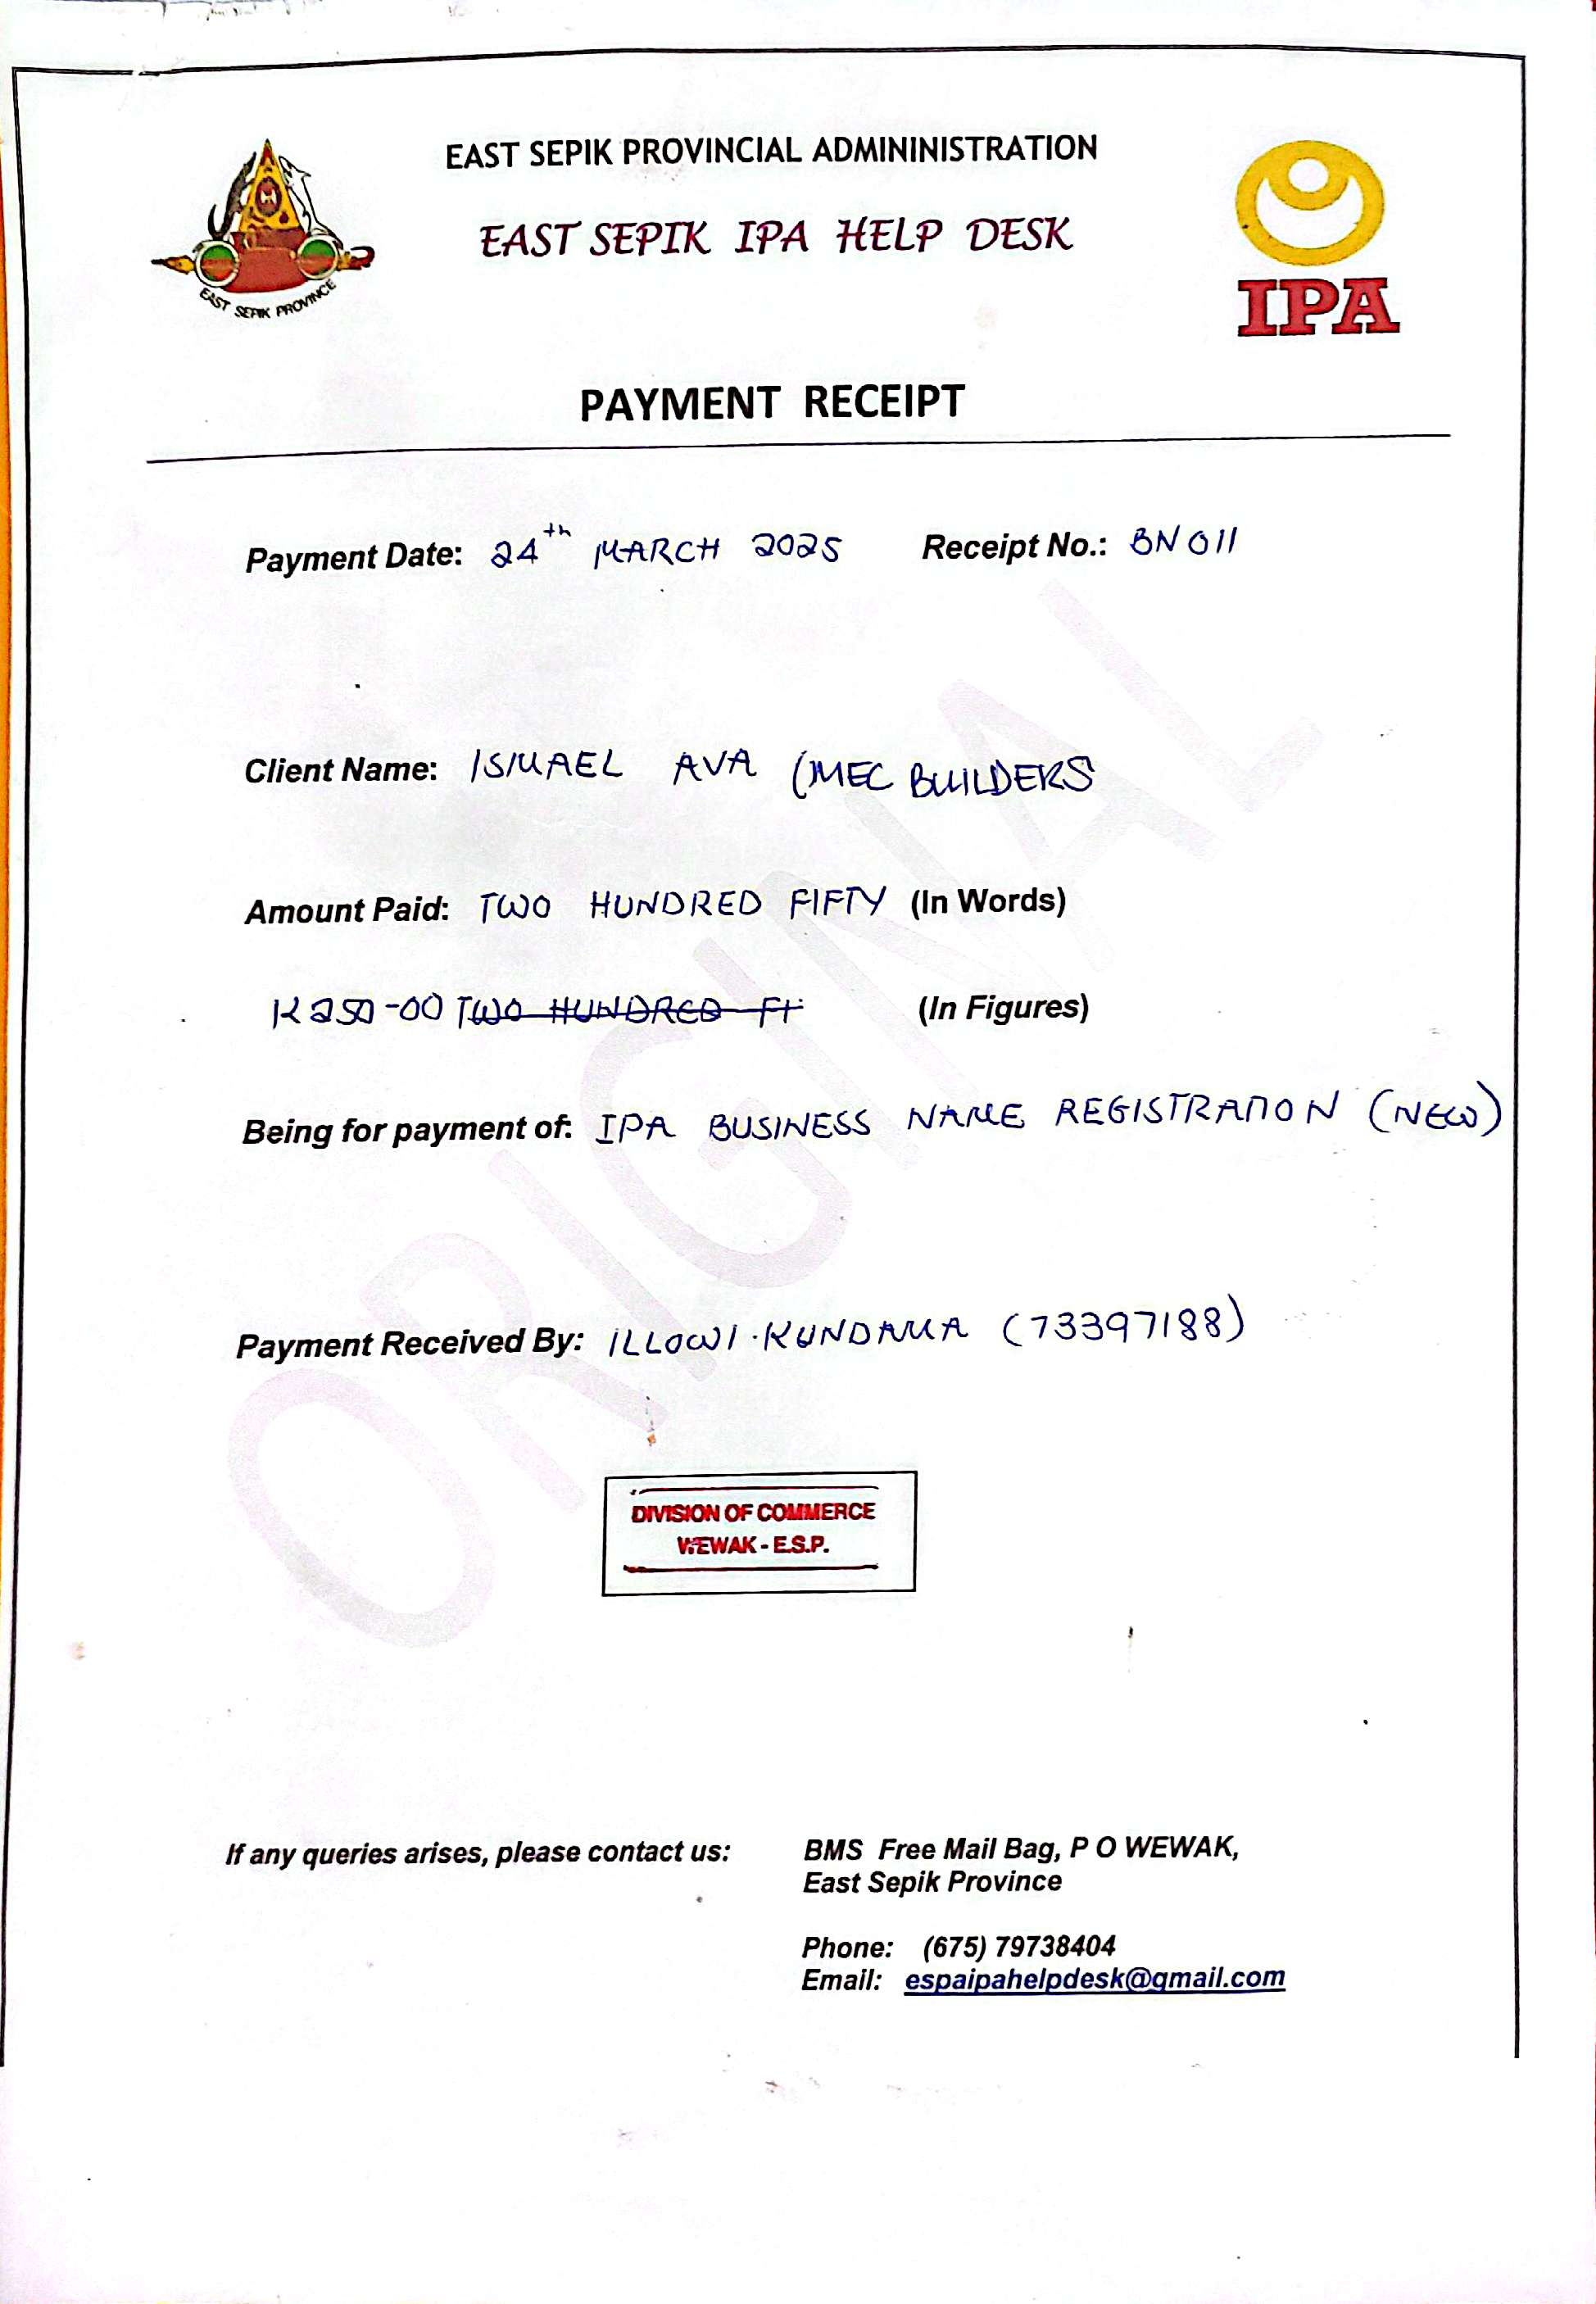 EAST SEPIK PROVINCIAL ADMININISTRATION
EAST SEPIK IPA HELP DESK
EAST SEPIK PROVINCE
IPA
PAYMENT RECEIPT
Payment Date: 24th MARCH 2025 Receipt No.: BN011
Client Name: ISMAEL AVA (MEC BUILDERS
Amount Paid: TWO HUNDRED FIFTY (In Words)
K250-00 TWO HUNDRED FI (In Figures)
Being for payment of: IPA BUSINESS NAME REGISTRATION (NEW)
Payment Received By: ILLOWI.KUNDAMA (73397188)
ORIGINAL
DIVISION OF COMMERCE
WEWAK - E.S.P.
If any queries arises, please contact us: BMS Free Mail Bag, P O WEWAK,
East Sepik Province
Phone: (675) 79738404
Email: espaipahelpdesk@gmail.com